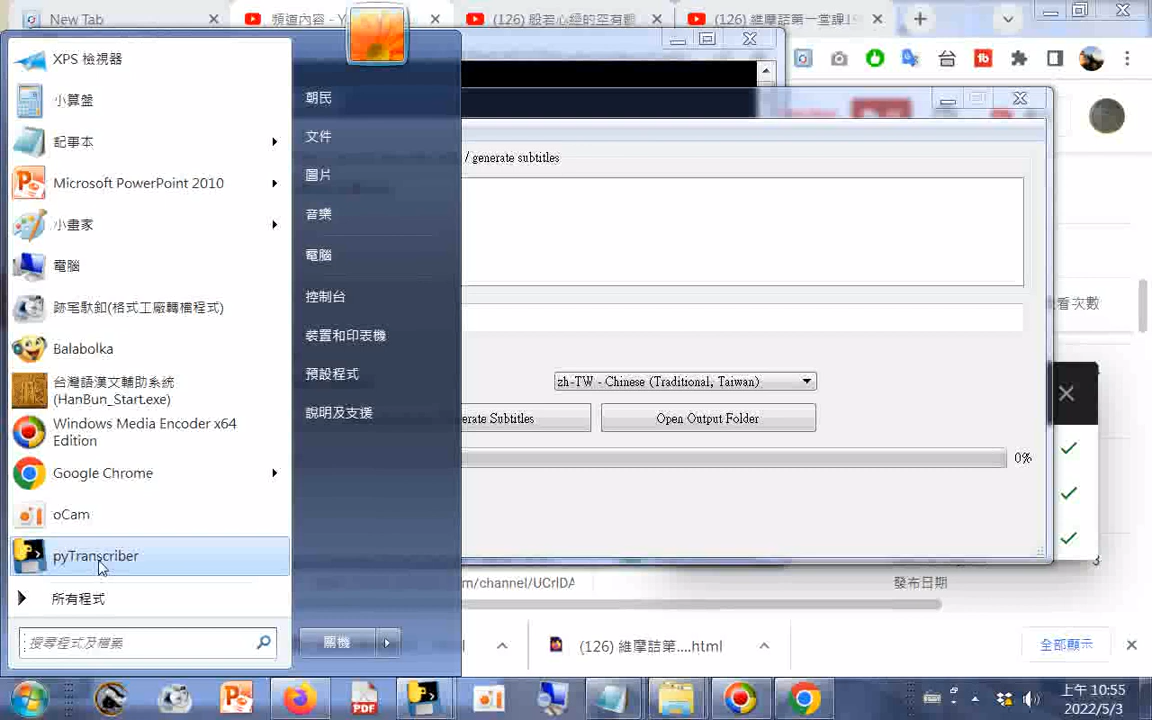 New Tab
頻道內容 - Y
(126) 般若心經的空有觀
(126) 維摩詰第一堂課19
XPS 檢視器
小算盤
記事本
Microsoft PowerPoint 2010
小畫家
電腦
跡宅馱釦(格式工廠轉檔程式)
Balabolka
台灣語漢文輔助系統
(HanBun_Start.exe)
Windows Media Encoder x64
Edition
Google Chrome
oCam
pyTranscriber
所有程式
搜尋程式及檔案
朝民
文件
圖片
音樂
電腦
控制台
裝置和印表機
預設程式
說明及支援
關機
/ generate subtitles
zh-TW - Chinese (Traditional, Taiwan)
erate Subtitles
Open Output Folder
0%
看次數
m/channel/UCrlDA
發布日期
(126) 維摩詰第....html
全部顯示
上午 10:55
2022/5/3